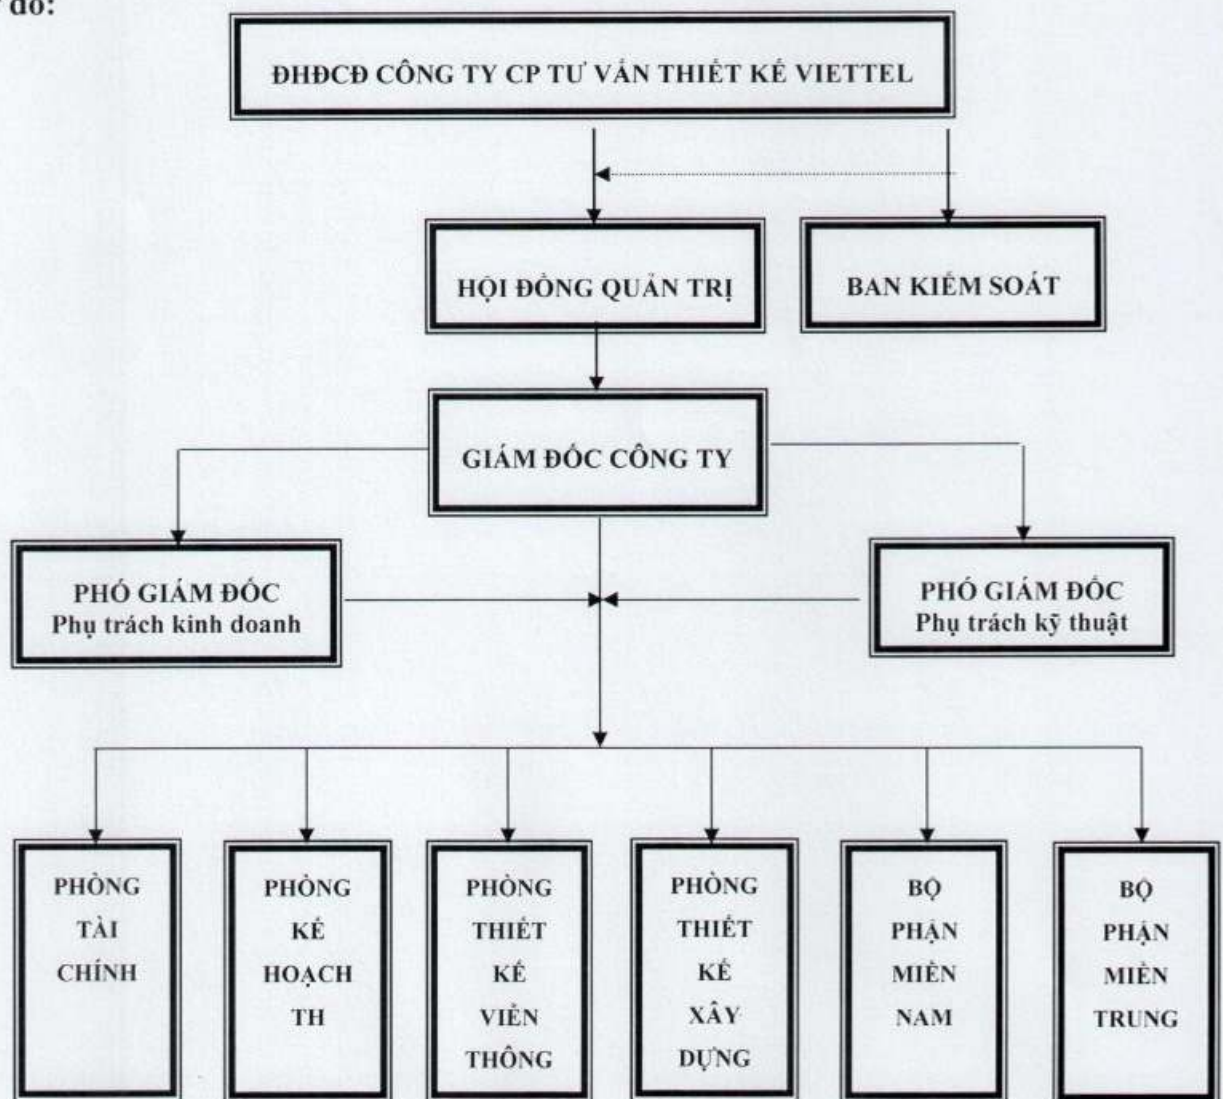 đồ:
ĐHĐCĐ CÔNG TY CP TƯ VẤN THIẾT KẾ VIETTEL
HỘI ĐỒNG QUẢN TRỊ
BAN KIỂM SOÁT
GIÁM ĐỐC CÔNG TY
PHÓ GIÁM ĐỐC
Phụ trách kinh doanh
PHÓ GIÁM ĐỐC
Phụ trách kỹ thuật
PHÒNG
TÀI
CHÍNH
PHÒNG
KẾ
HOẠCH
TH
PHÒNG
THIẾT
KẾ
VIỄN
THÔNG
PHÒNG
THIẾT
KẾ
XÂY
DỰNG
BỘ
PHẬN
MIỀN
NAM
BỘ
PHẬN
MIỀN
TRUNG